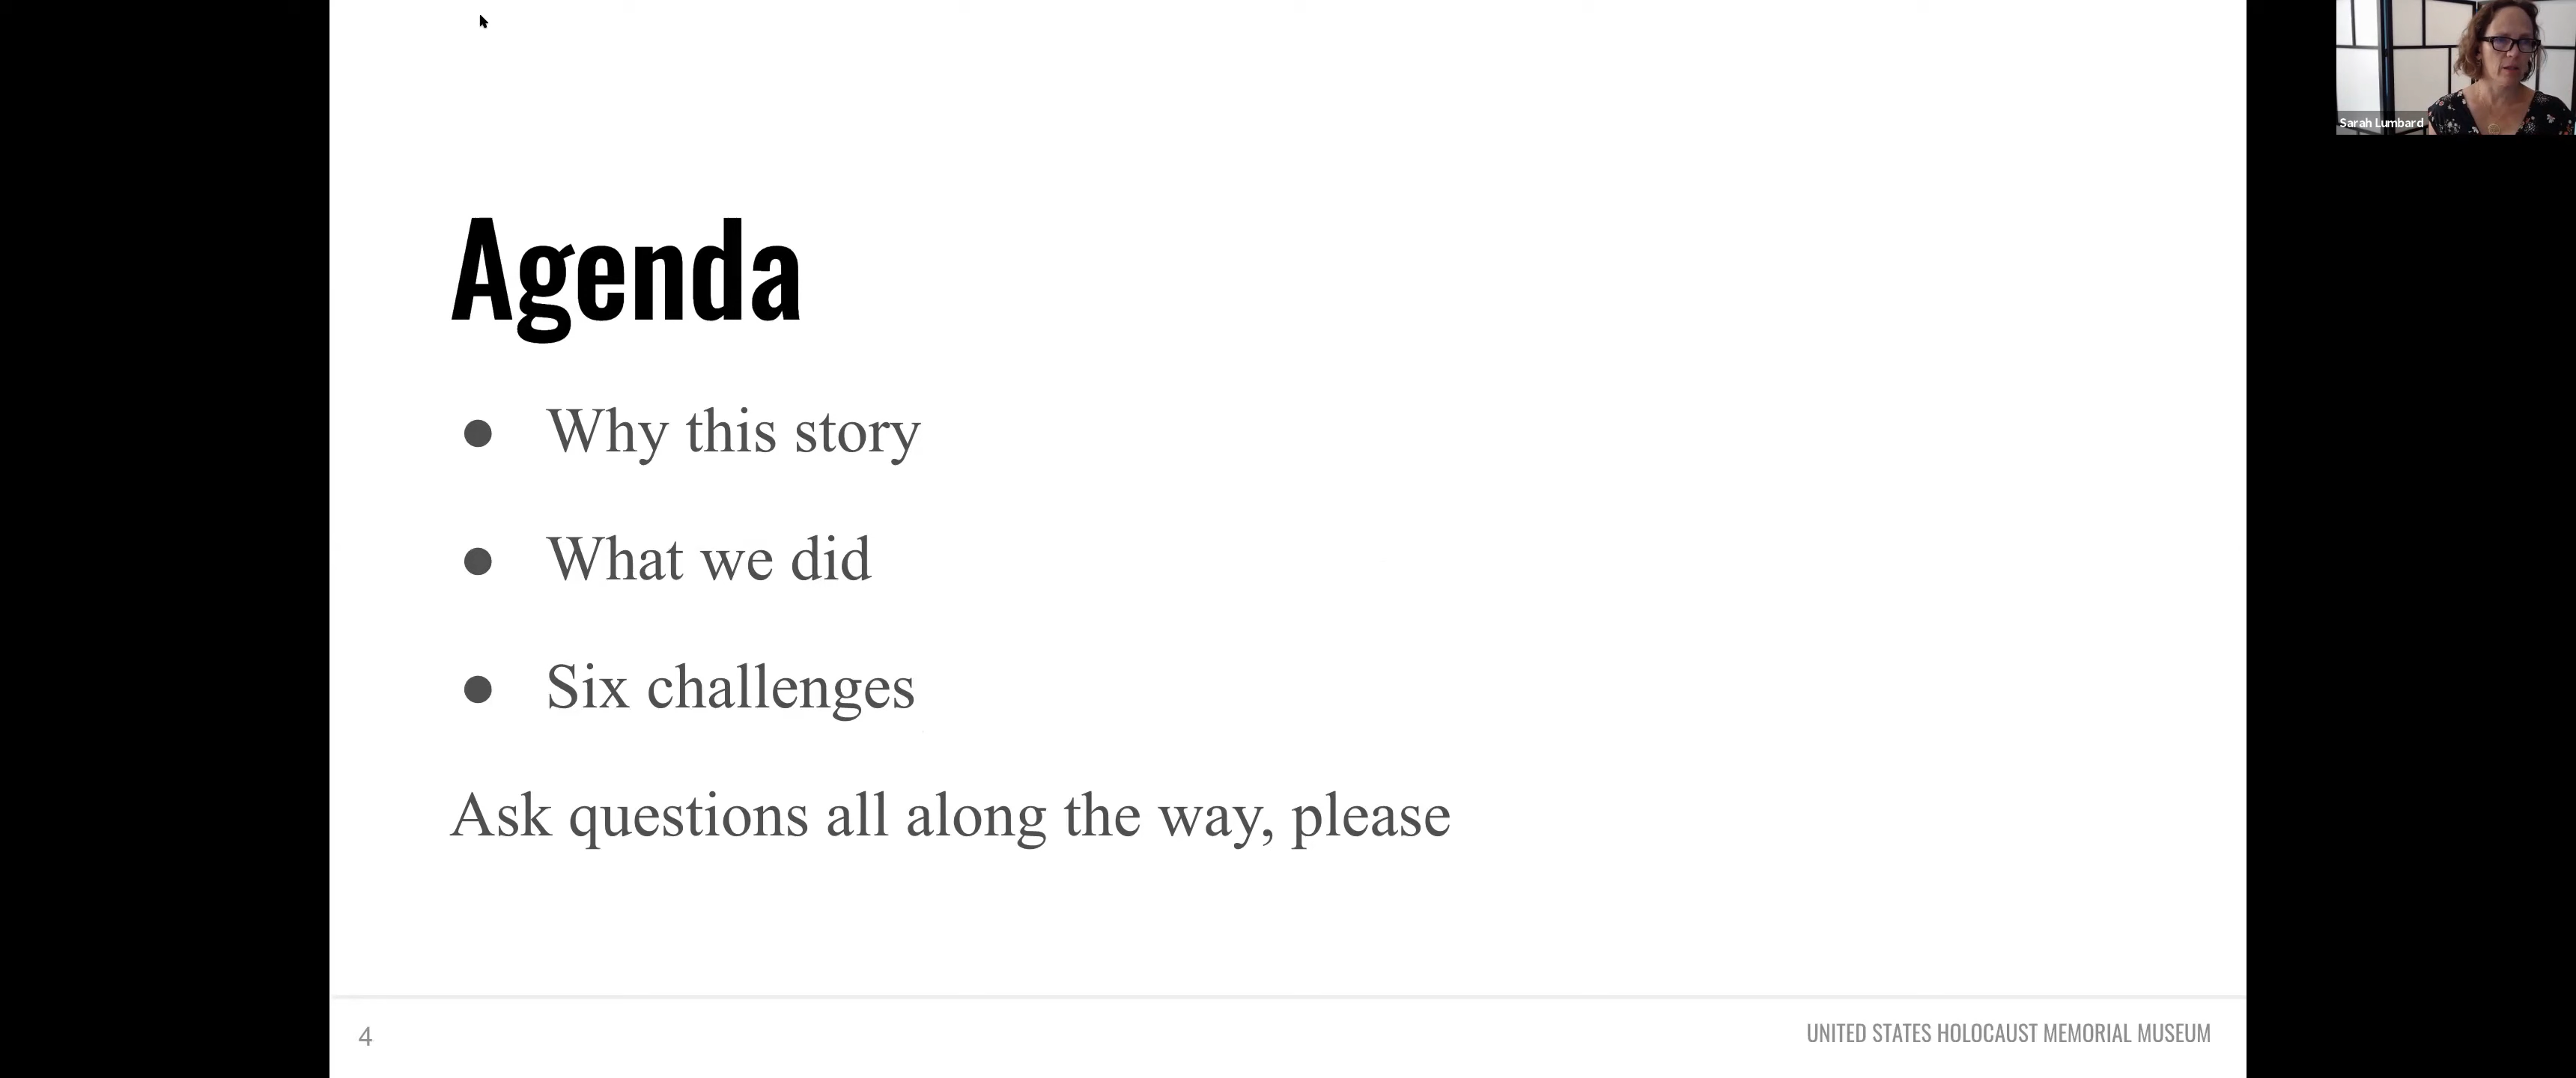 Sarah Lumbard
Agenda
● Why this story
● What we did
● Six challenges
Ask questions all along the way, please
4
UNITED STATES HOLOCAUST MEMORIAL MUSEUM